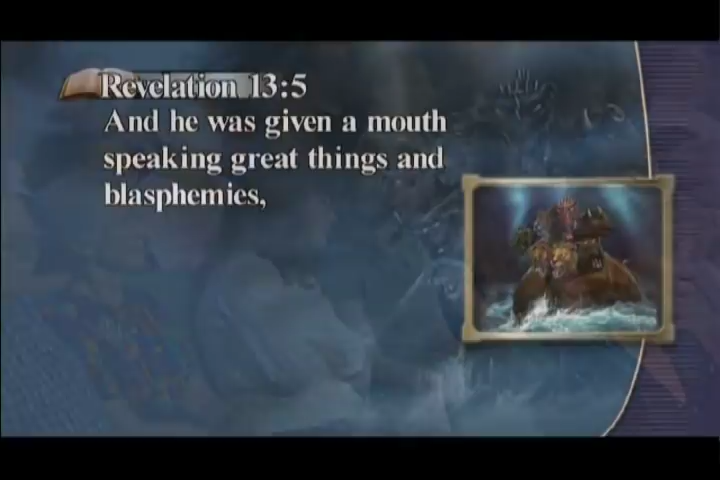 Revelation 13:5
And he was given a mouth
speaking great things and
blasphemies,